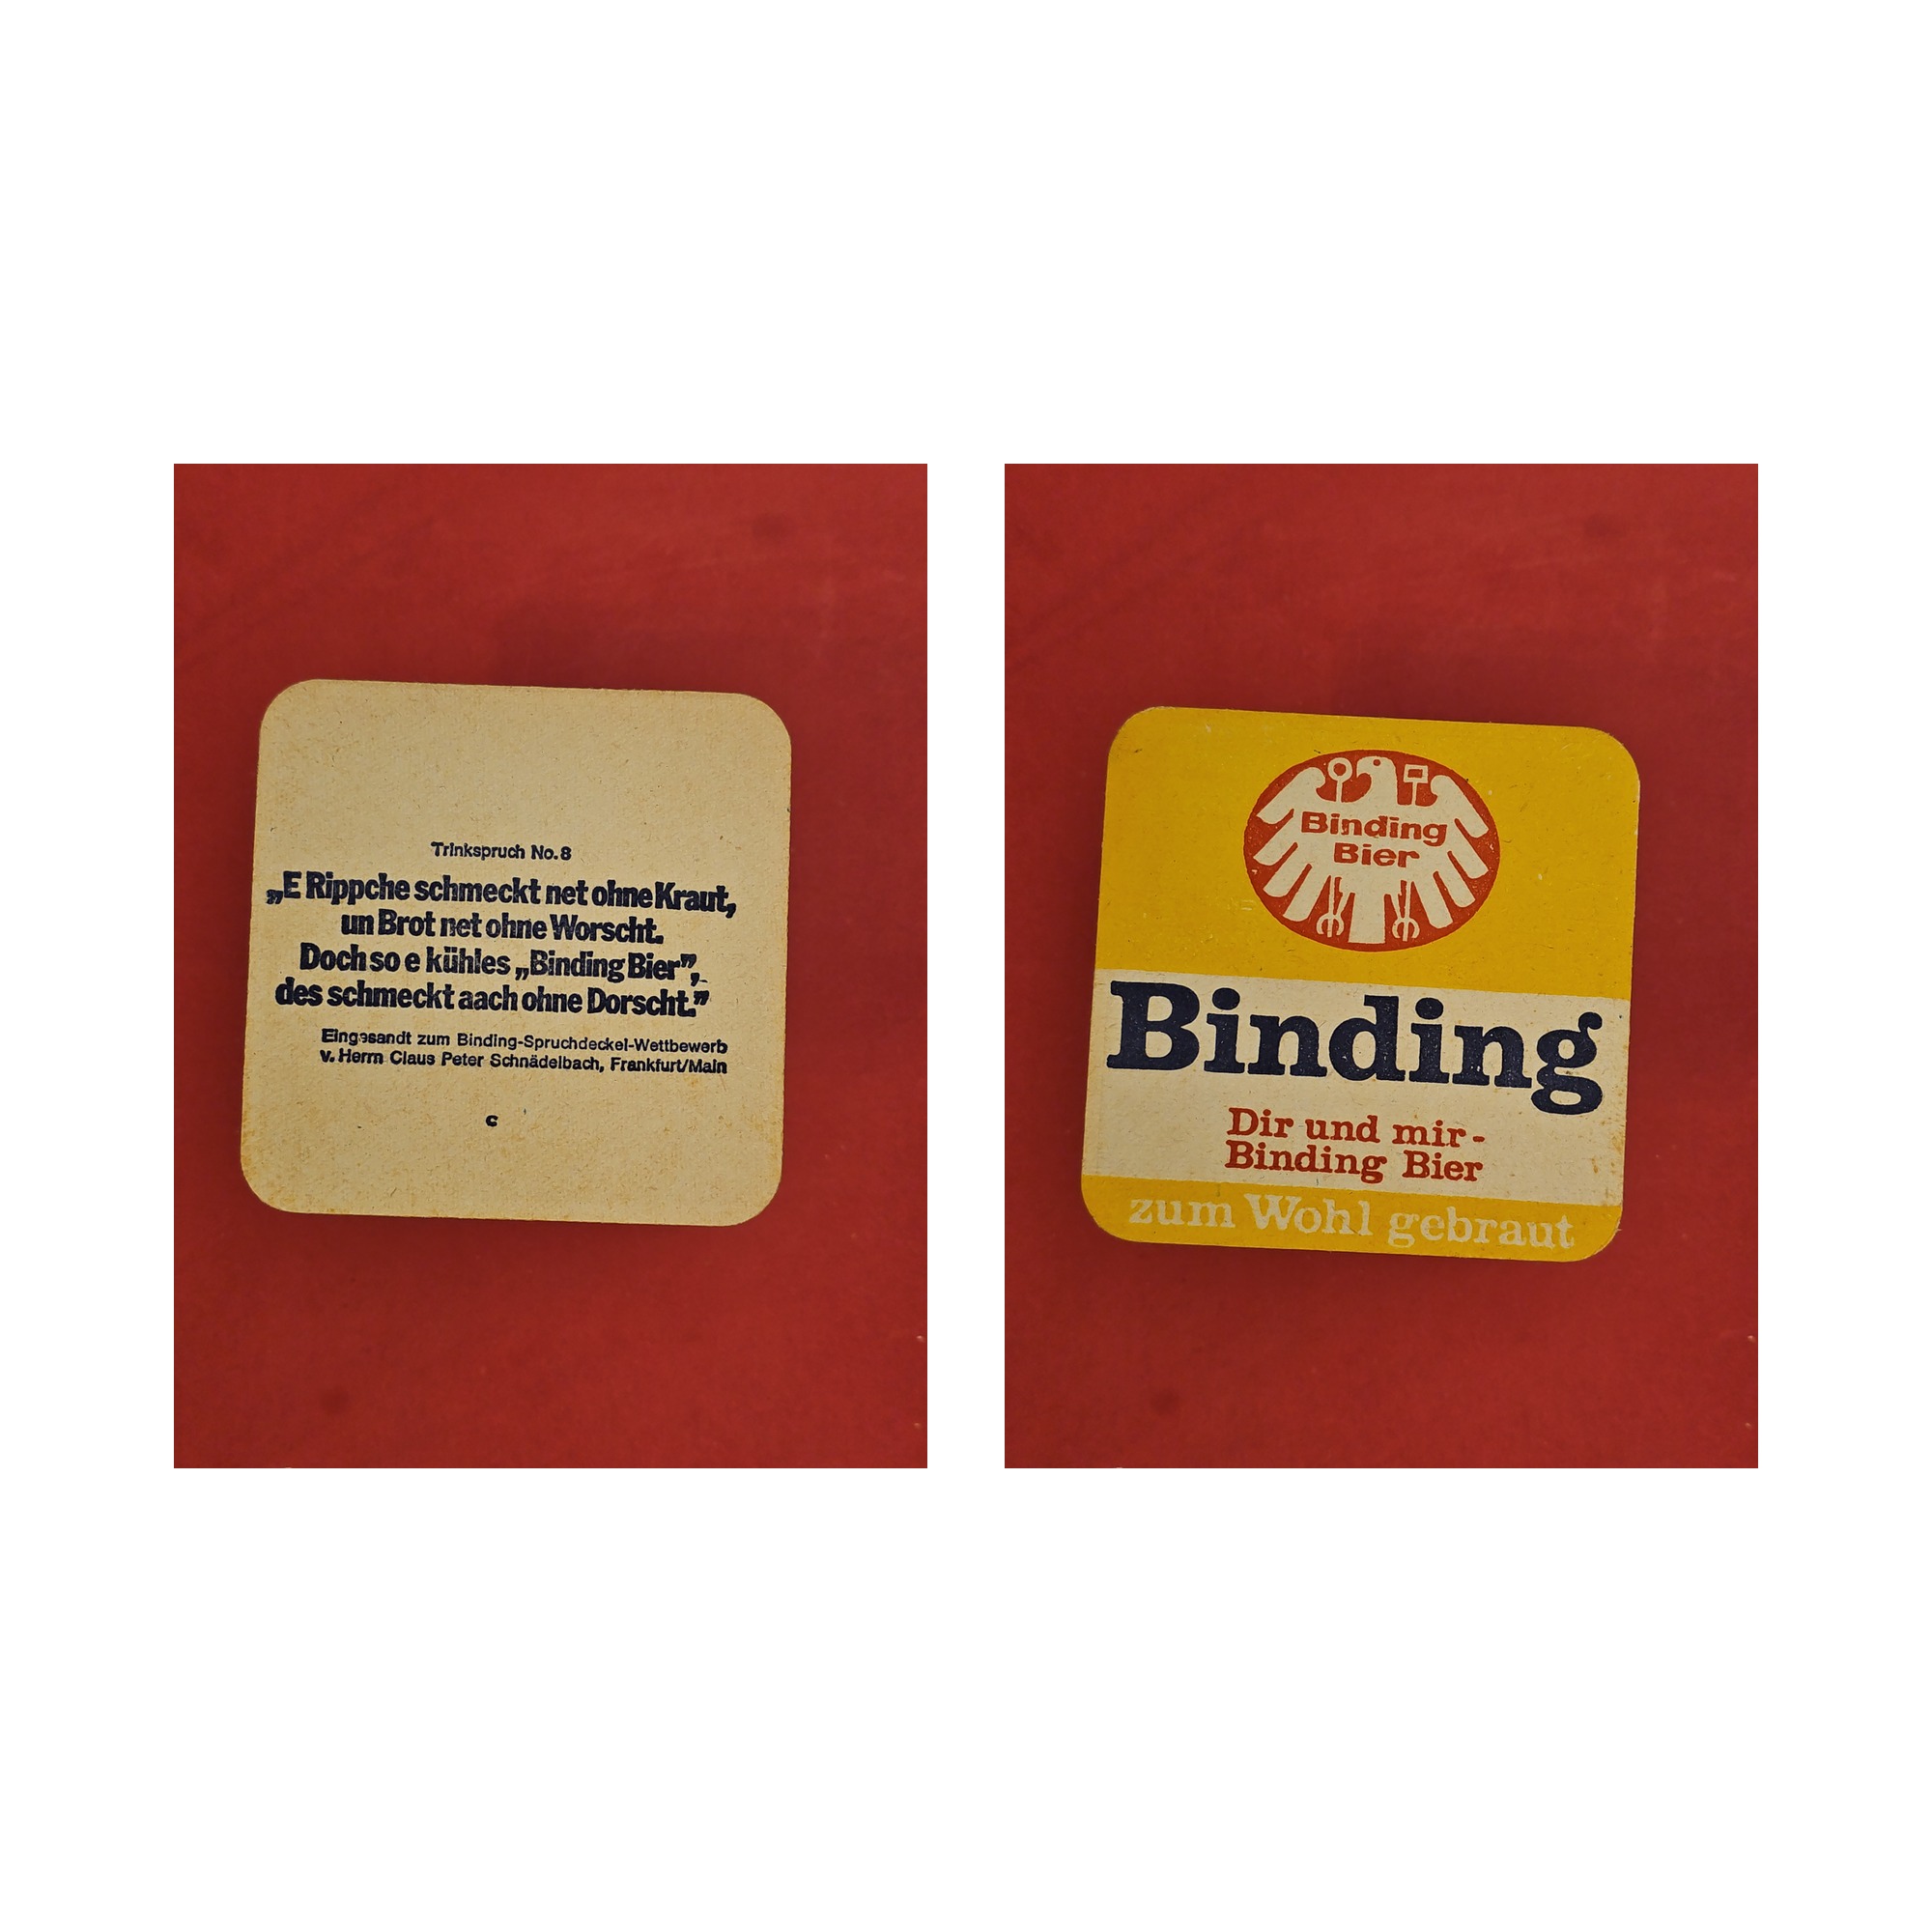 Trinkspruch No. 8
„E Rippche schmeckt net ohne Kraut,
un Brot net ohne Worscht.
Doch so e kühles „Binding Bier”,
des schmeckt aach ohne Dorscht.”
Eingesandt zum Binding-Spruchdeckel-Wettbewerb
v. Herrn Claus Peter Schnädelbach, Frankfurt/Main
c
Binding
Bier
Binding
Dir und mir-
Binding Bier
zum Wohl gebraut